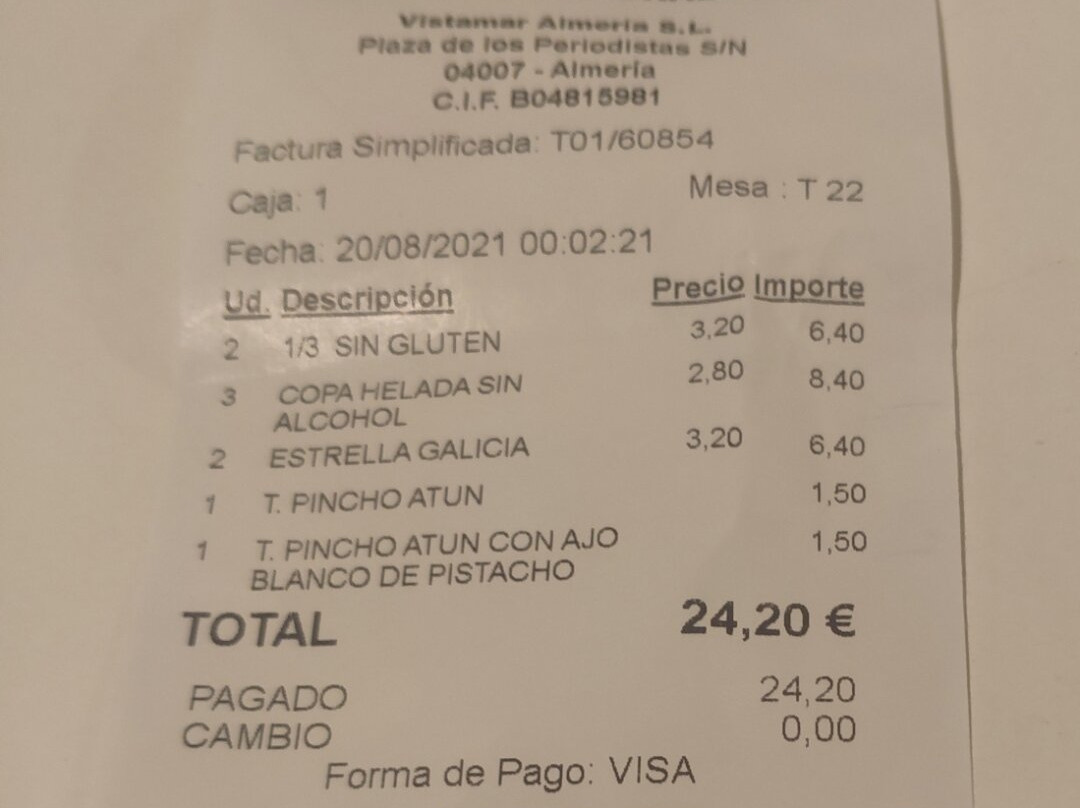 Vistamar Almería S.L.
Plaza de los Periodistas S/N
04007 - Almería
C.I.F. B04815981
Factura Simplificada: T01/60854
Caja: 1 Mesa : T 22
Fecha: 20/08/2021 00:02:21
Ud. Descripción Precio Importe
2 1/3 SIN GLUTEN 3,20 6,40
3 COPA HELADA SIN 2,80 8,40
ALCOHOL
2 ESTRELLA GALICIA 3,20 6,40
1 T. PINCHO ATUN 1,50
1 T. PINCHO ATUN CON AJO 1,50
BLANCO DE PISTACHO
TOTAL 24,20 €
PAGADO 24,20
CAMBIO 0,00
Forma de Pago: VISA